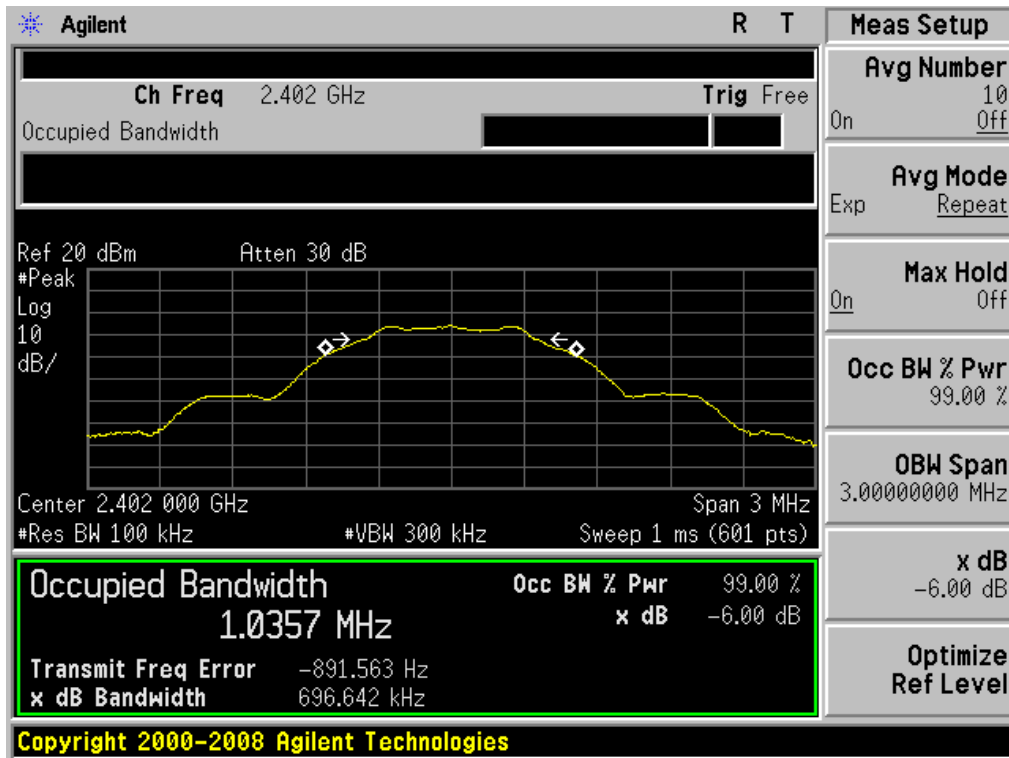 Agilent R T Meas Setup
Ch Freq 2.402 GHz Trig Free
Occupied Bandwidth
Ref 20 dBm Atten 30 dB
#Peak
Log
10
dB/
Center 2.402 000 GHz Span 3 MHz
#Res BW 100 kHz #VBW 300 kHz Sweep 1 ms (601 pts)
Occupied Bandwidth
1.0357 MHz
Occ BW % Pwr 99.00 %
x dB -6.00 dB
Transmit Freq Error -891.563 Hz
x dB Bandwidth 696.642 kHz
Copyright 2000-2008 Agilent Technologies
Avg Number
10
On Off
Avg Mode
Exp Repeat
Max Hold
On Off
Occ BW % Pwr
99.00 %
OBW Span
3.00000000 MHz
x dB
-6.00 dB
Optimize
Ref Level